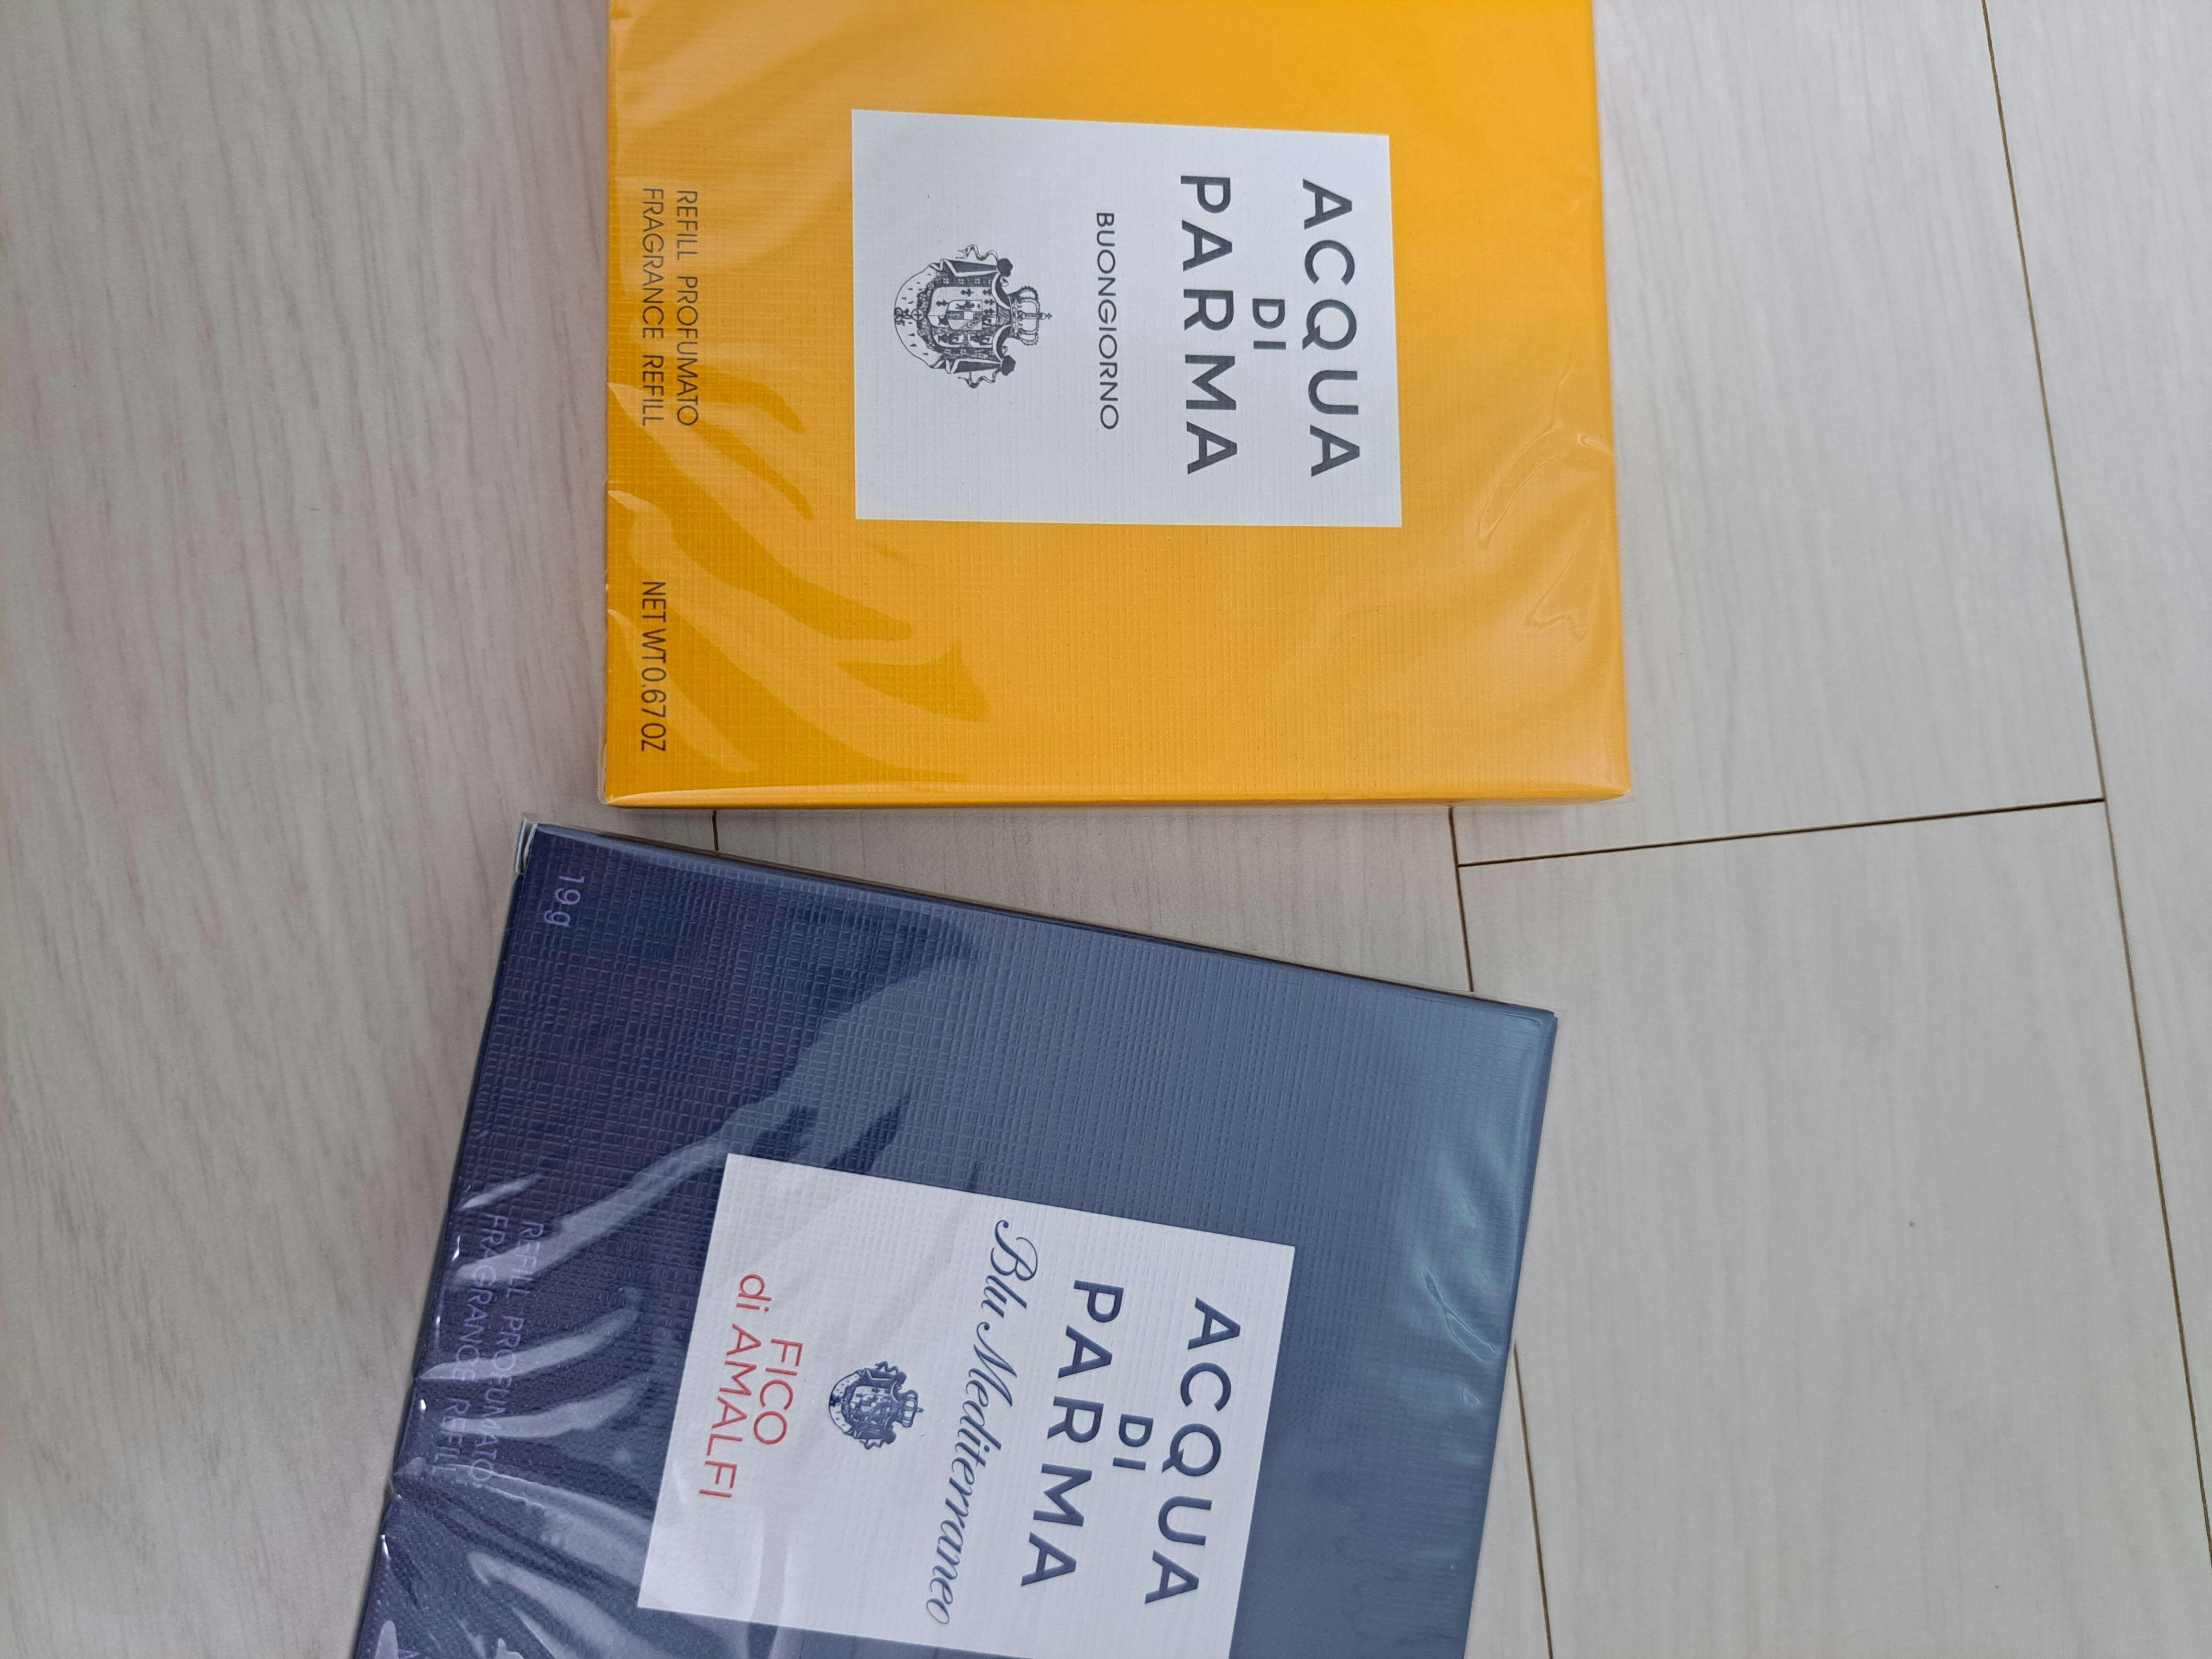 ACQUA
DI
PARMA
BUONGIORNO
REFILL PROFUMATO
FRAGRANCE REFILL
NET WT 0.67 OZ
ACQUA
DI
PARMA
Blu Mediterraneo
FICO
di AMALFI
19 g
REFILL PROFUMATO
FRAGRANCE REFILL